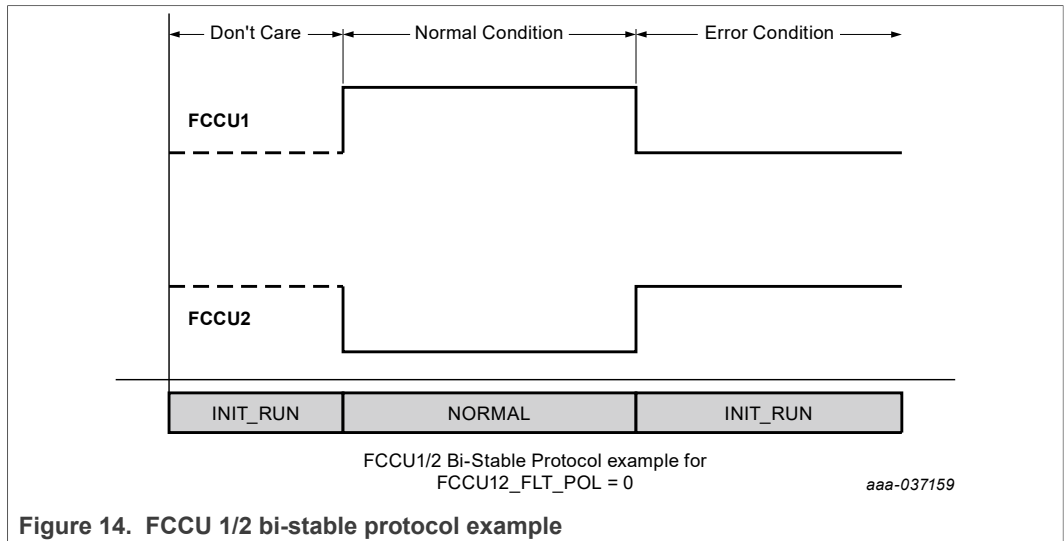 Don't Care
Normal Condition
Error Condition
FCCU1
FCCU2
INIT_RUN
NORMAL
INIT_RUN
FCCU1/2 Bi-Stable Protocol example for
FCCU12_FLT_POL = 0
aaa-037159
Figure 14. FCCU 1/2 bi-stable protocol example